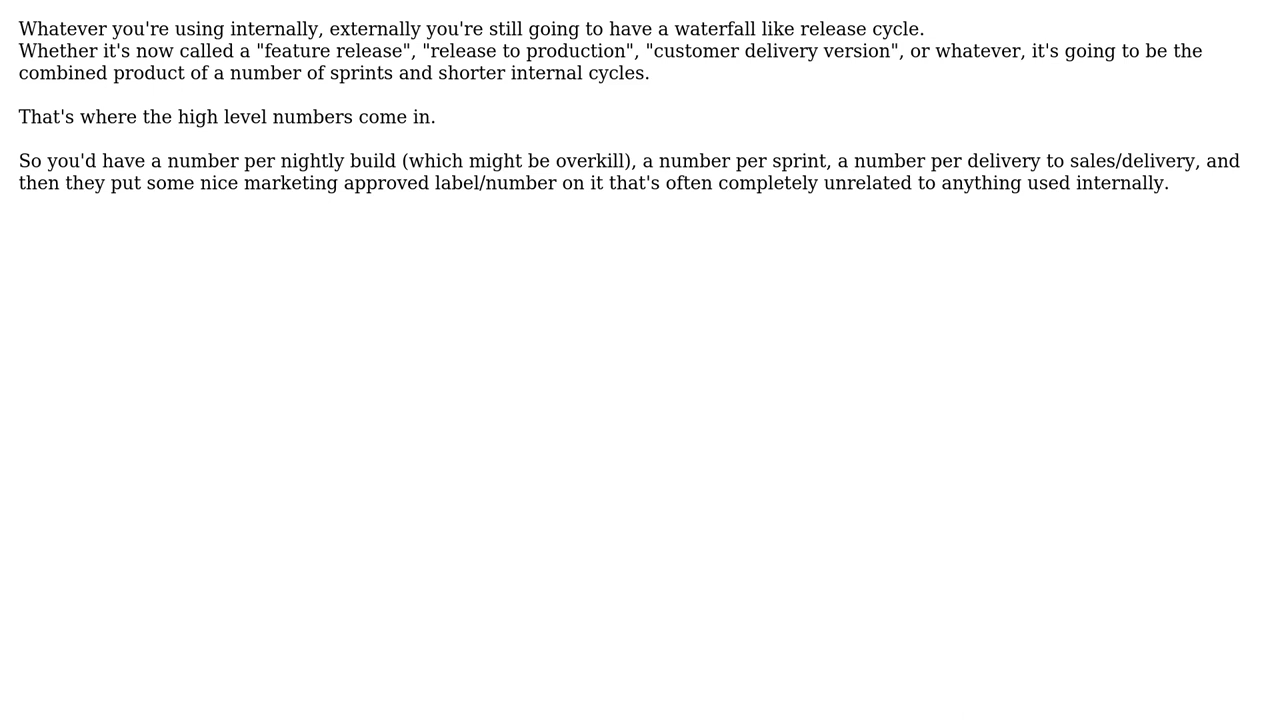 Whatever you're using internally, externally you're still going to have a waterfall like release cycle.
Whether it's now called a "feature release", "release to production", "customer delivery version", or whatever, it's going to be the
combined product of a number of sprints and shorter internal cycles.
That's where the high level numbers come in.
So you'd have a number per nightly build (which might be overkill), a number per sprint, a number per delivery to sales/delivery, and
then they put some nice marketing approved label/number on it that's often completely unrelated to anything used internally.